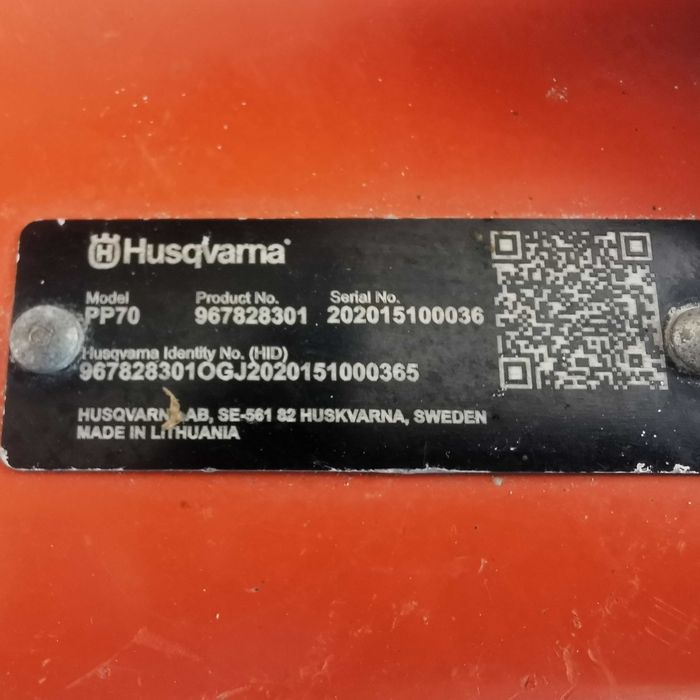 Husqvarna
Model Product No. Serial No.
PP70 967828301 202015100036
Husqvarna Identity No. (HID)
967828301OGJ2020151000365
HUSQVARNA AB, SE-561 82 HUSKVARNA, SWEDEN
MADE IN LITHUANIA